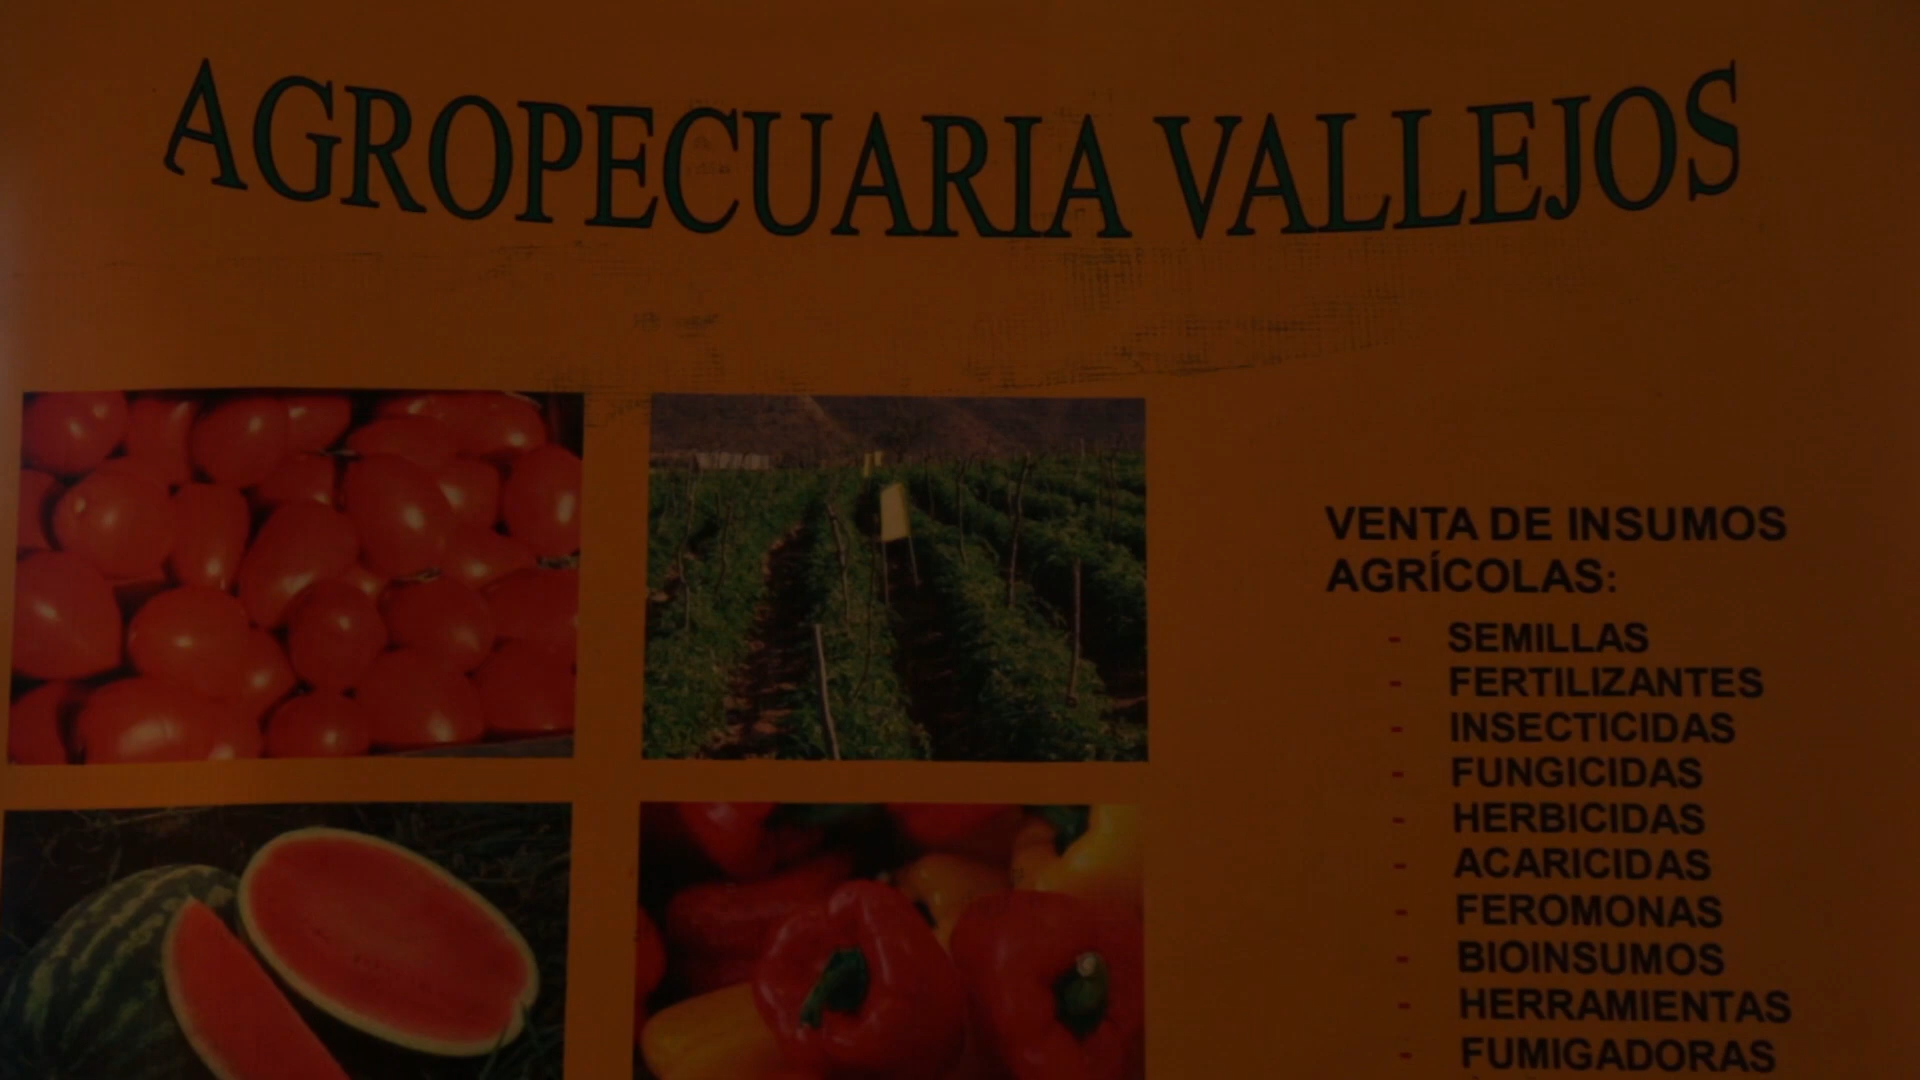 AGROPECUARIA VALLEJOS
VENTA DE INSUMOS
AGRÍCOLAS:
- SEMILLAS
- FERTILIZANTES
- INSECTICIDAS
- FUNGICIDAS
- HERBICIDAS
- ACARICIDAS
- FEROMONAS
- BIOINSUMOS
- HERRAMIENTAS
- FUMIGADORAS